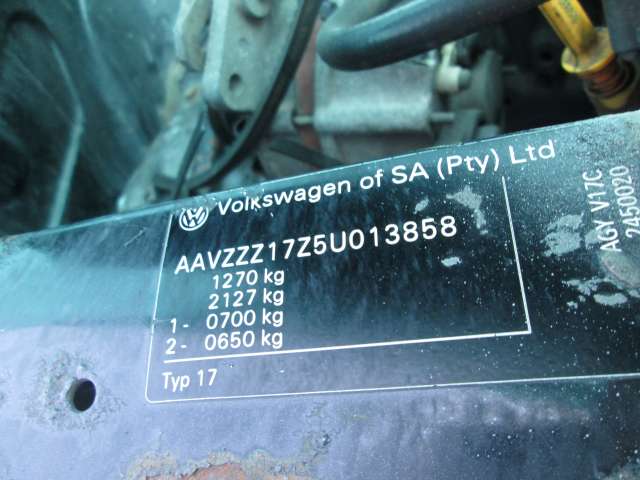 Volkswagen of SA (Pty) Ltd
AAVZZZ17Z5U013858
1270 kg
2127 kg
1- 0700 kg
2- 0650 kg
Typ 17
AGY V17C
2450020